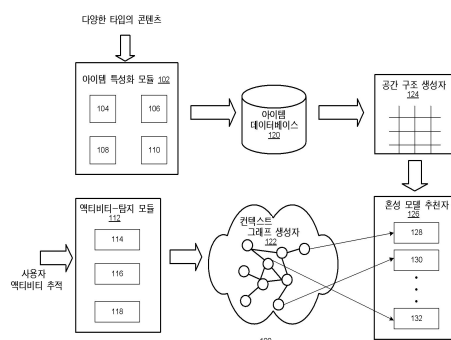 다양한 타입의 콘텐츠
아이템 특성화 모듈 102
104
106
108
110
아이템
데이터베이스
120
공간 구조 생성자
124
액티비티-탐지 모듈
112
114
116
118
사용자
액티비티 추적
컨텍스트
그래프 생성자
122
혼성 모델 추천자
126
128
130
132